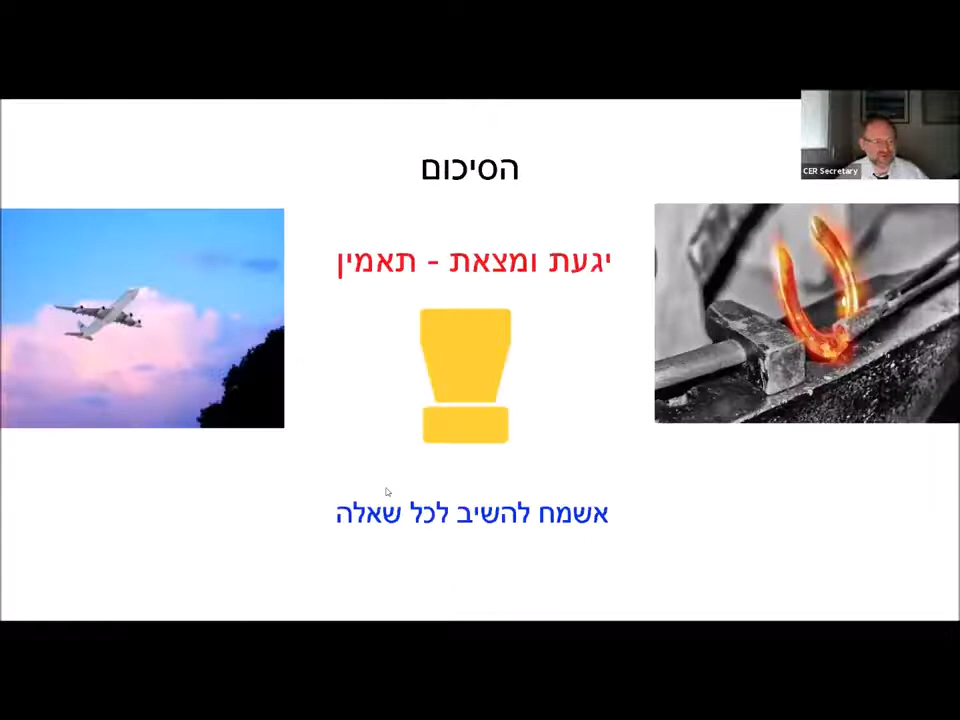 הסיכום
CER Secretary
יגעת ומצאת - תאמין
אשמח להשיב לכל שאלה